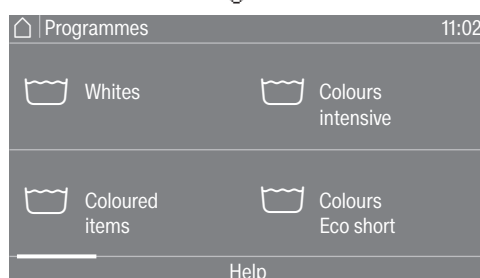 Programmes 11:02
Whites
Colours
intensive
Coloured
items
Colours
Eco short
Help